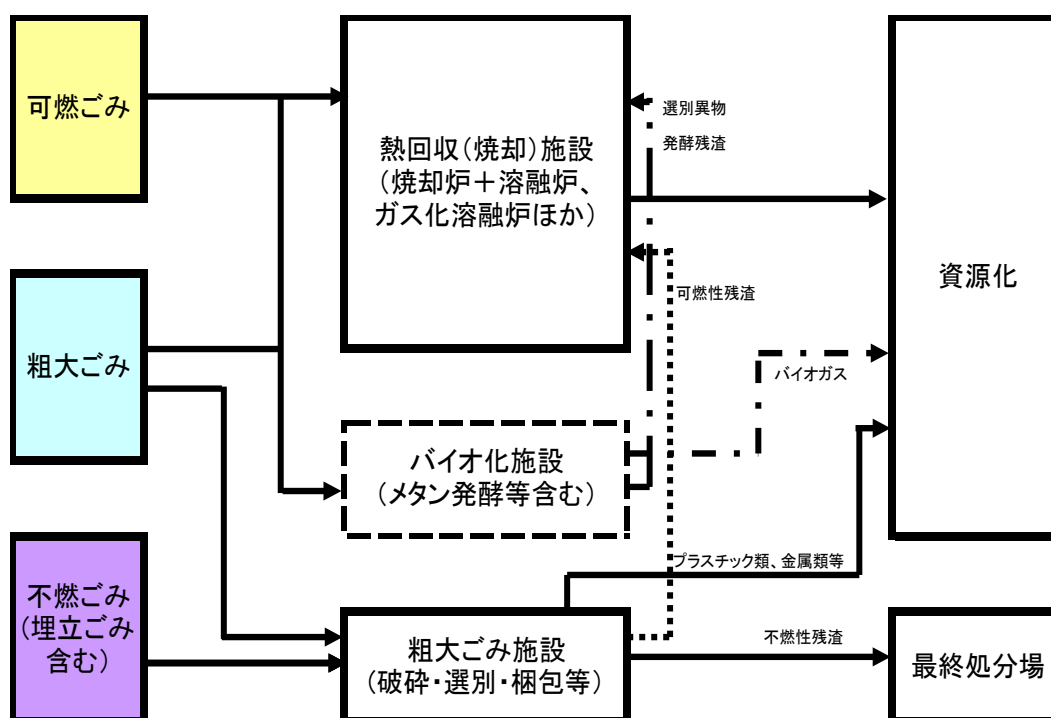 可燃ごみ
熱回収（焼却）施設
（焼却炉＋溶融炉、
ガス化溶融炉ほか）
選別異物
発酵残渣
可燃性残渣
資源化
粗大ごみ
バイオガス
バイオ化施設
（メタン発酵等含む）
プラスチック類、金属類等
不燃ごみ
（埋立ごみ
含む）
粗大ごみ施設
（破砕・選別・梱包等）
不燃性残渣
最終処分場